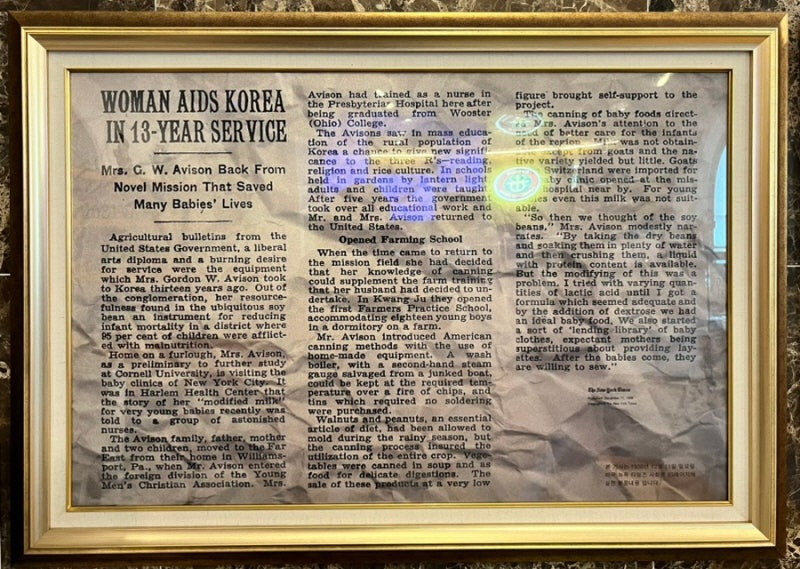 WOMAN AIDS KOREA
IN 13-YEAR SERVICE
Mrs. G. W. Avison Back From
Novel Mission That Saved
Many Babies' Lives
Agricultural bulletins from the
United States Government, a liberal
arts diploma and a burning desire
for service were the equipment
which Mrs. Gordon W. Avison took
to Korea thirteen years ago. Out of
the conglomeration, her resource-
fulness found in the ubiquitous soy
bean an instrument for reducing
infant mortality in a district where
95 per cent of children were afflict-
ed with malnutrition.
Home on a furlough, Mrs. Avison,
as a preliminary to further study
at Cornell University, is visiting the
baby clinics of New York City. It
was in Harlem Health Center that
the story of her "modified milk"
for very young babies recently was
told to a group of astonished
nurses.
The Avison family, father, mother
and two children, moved to the Far
East from their home in Williams-
port, Pa., when Mr. Avison entered
the foreign division of the Young
Men's Christian Association. Mrs.
Avison had trained as a nurse in
the Presbyterian Hospital here after
being graduated from Wooster
(Ohio) College.
The Avisons saw in mass educa-
tion of the rural population of
Korea a chance to give new signifi-
cance to the three R's—reading,
religion and rice culture. In schools
held in gardens by lantern light
adults and children were taught.
After five years the government
took over all educational work and
Mr. and Mrs. Avison returned to
the United States.
Opened Farming School
When the time came to return to
the mission field she had decided
that her knowledge of canning
could supplement the farm training
that her husband had decided to un-
dertake. In Kwang Ju they opened
the first Farmers Practice School,
accommodating eighteen young boys
in a dormitory on a farm.
Mr. Avison introduced American
canning methods with the use of
home-made equipment. A wash
boiler, with a second-hand steam
gauge salvaged from a junked boat,
could be kept at the required tem-
perature over a fire of chips, and
tins which required no soldering
were purchased.
Walnuts and peanuts, an essential
article of diet, had been allowed to
mold during the rainy season, but
the canning process insured the
utilization of the entire crop. Vege-
tables were canned in soup and as
food for delicate digestions. The
sale of these products at a very low
figure brought self-support to the
project.
The canning of baby foods direct-
Mrs. Avison's attention to the
need of better care for the infants
of the region. was not obtain-
except from goats and the na-
tive variety yielded but little. Goats
Switzerland were imported for
baby clinic opened at the mis-
hospital near by. For young
even this milk was not suit-
able.
"So then we thought of the soy
beans," Mrs. Avison modestly nar-
rates. "By taking the dry beans
and soaking them in plenty of water
and then crushing them, a liquid
with protein content is available.
But the modifying of this was a
problem. I tried with varying quan-
tities of lactic acid until I got a
formula which seemed adequate and
by the addition of dextrose we had
an ideal baby food. We also started
a sort of 'lending library' of baby
clothes, expectant mothers being
superstitious about providing lay-
ettes. After the babies come, they
are willing to sew."
The New York Times